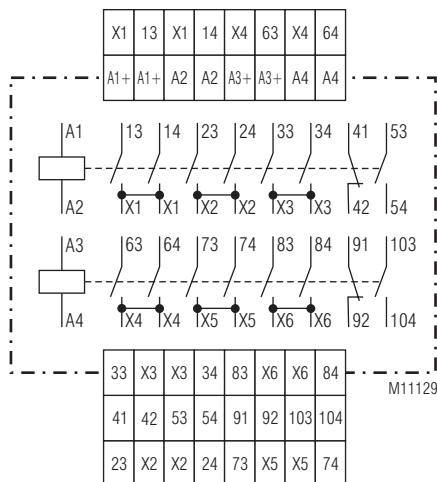 X1 13 X1 14 X4 63 X4 64
A1+ A1+ A2 A2 A3+ A3+ A4 A4
A1 13 14 23 24 33 34 41 53
A2 X1 X1 X2 X2 X3 X3 42 54
A3 63 64 73 74 83 84 91 103
A4 X4 X4 X5 X5 X6 X6 92 104
33 X3 X3 34 83 X6 X6 84
M11129
41 42 53 54 91 92 103 104
23 X2 X2 24 73 X5 X5 74